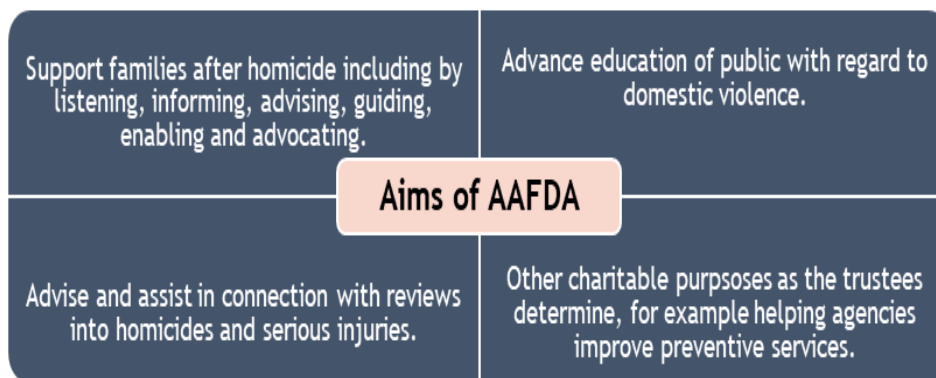 Support families after homicide including by
listening, informing, advising, guiding,
enabling and advocating.
Advance education of public with regard to
domestic violence.
Aims of AAFDA
Advise and assist in connection with reviews
into homicides and serious injuries.
Other charitable purpsoses as the trustees
determine, for example helping agencies
improve preventive services.